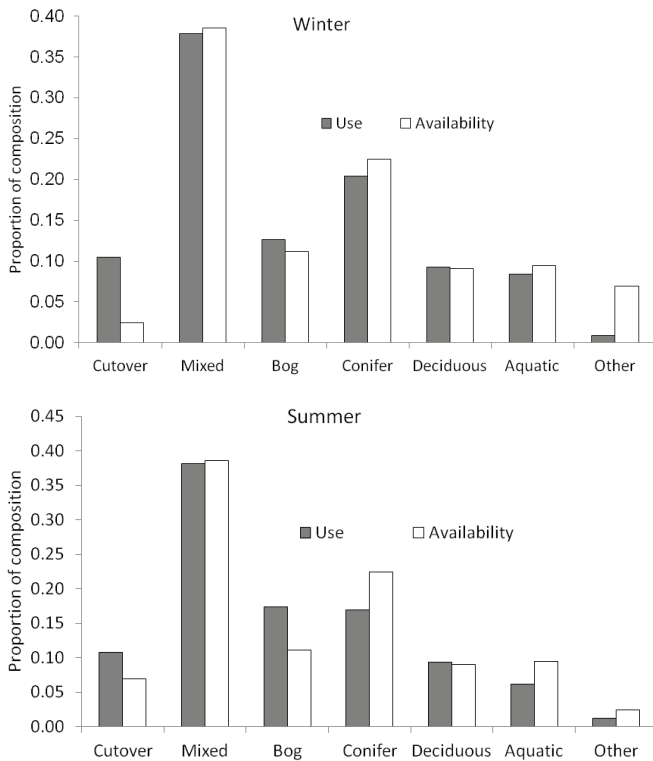 Winter
Proportion of composition
0.40
0.35
0.30
0.25
0.20
0.15
0.10
0.05
0.00
Use Availability
Cutover Mixed Bog Conifer Deciduous Aquatic Other
Summer
Proportion of composition
0.45
0.40
0.35
0.30
0.25
0.20
0.15
0.10
0.05
0.00
Use Availability
Cutover Mixed Bog Conifer Deciduous Aquatic Other